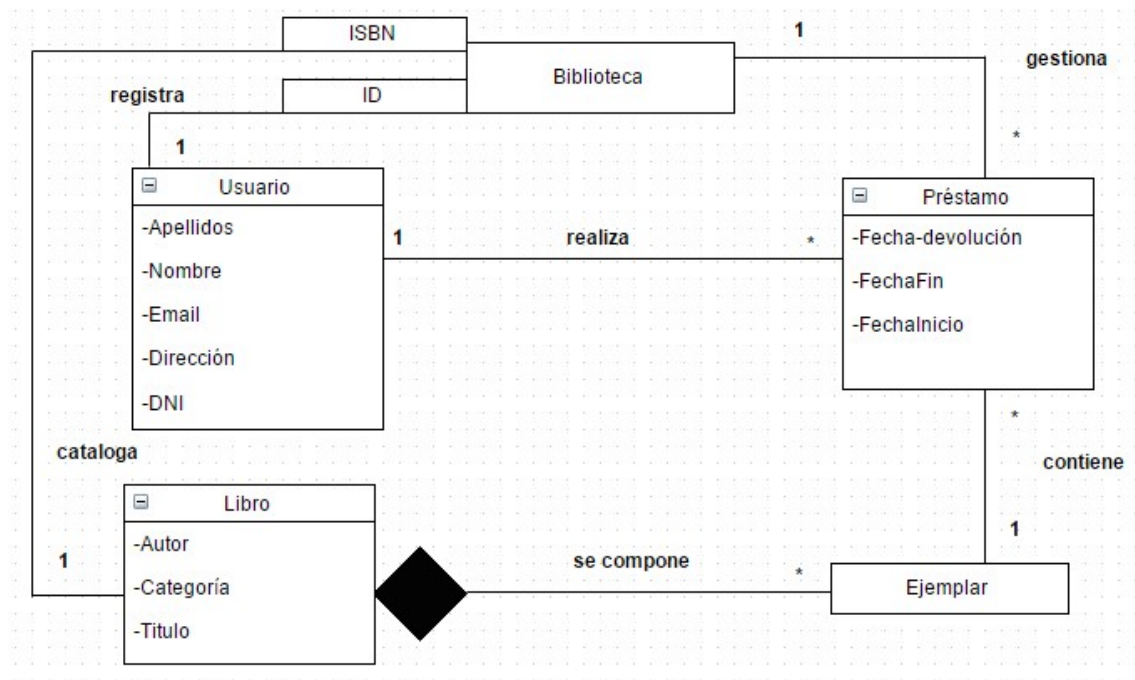 ISBN
1
Biblioteca
gestiona
registra
ID
1
*
Usuario
Préstamo
-Apellidos
1
realiza
*
-Fecha-devolución
-Nombre
-FechaFin
-Email
-FechaInicio
-Dirección
-DNI
*
cataloga
contiene
Libro
-Autor
1
1
se compone
*
-Categoría
Ejemplar
-Titulo